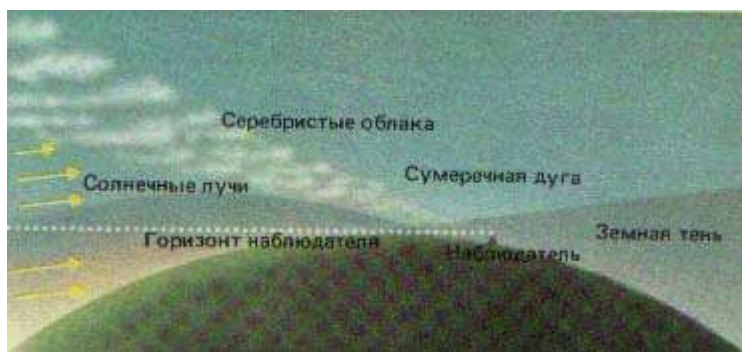 Серебристые облака
Сумеречная дуга
Солнечные лучи
Земная тень
Горизонт наблюдателя
Наблюдатель